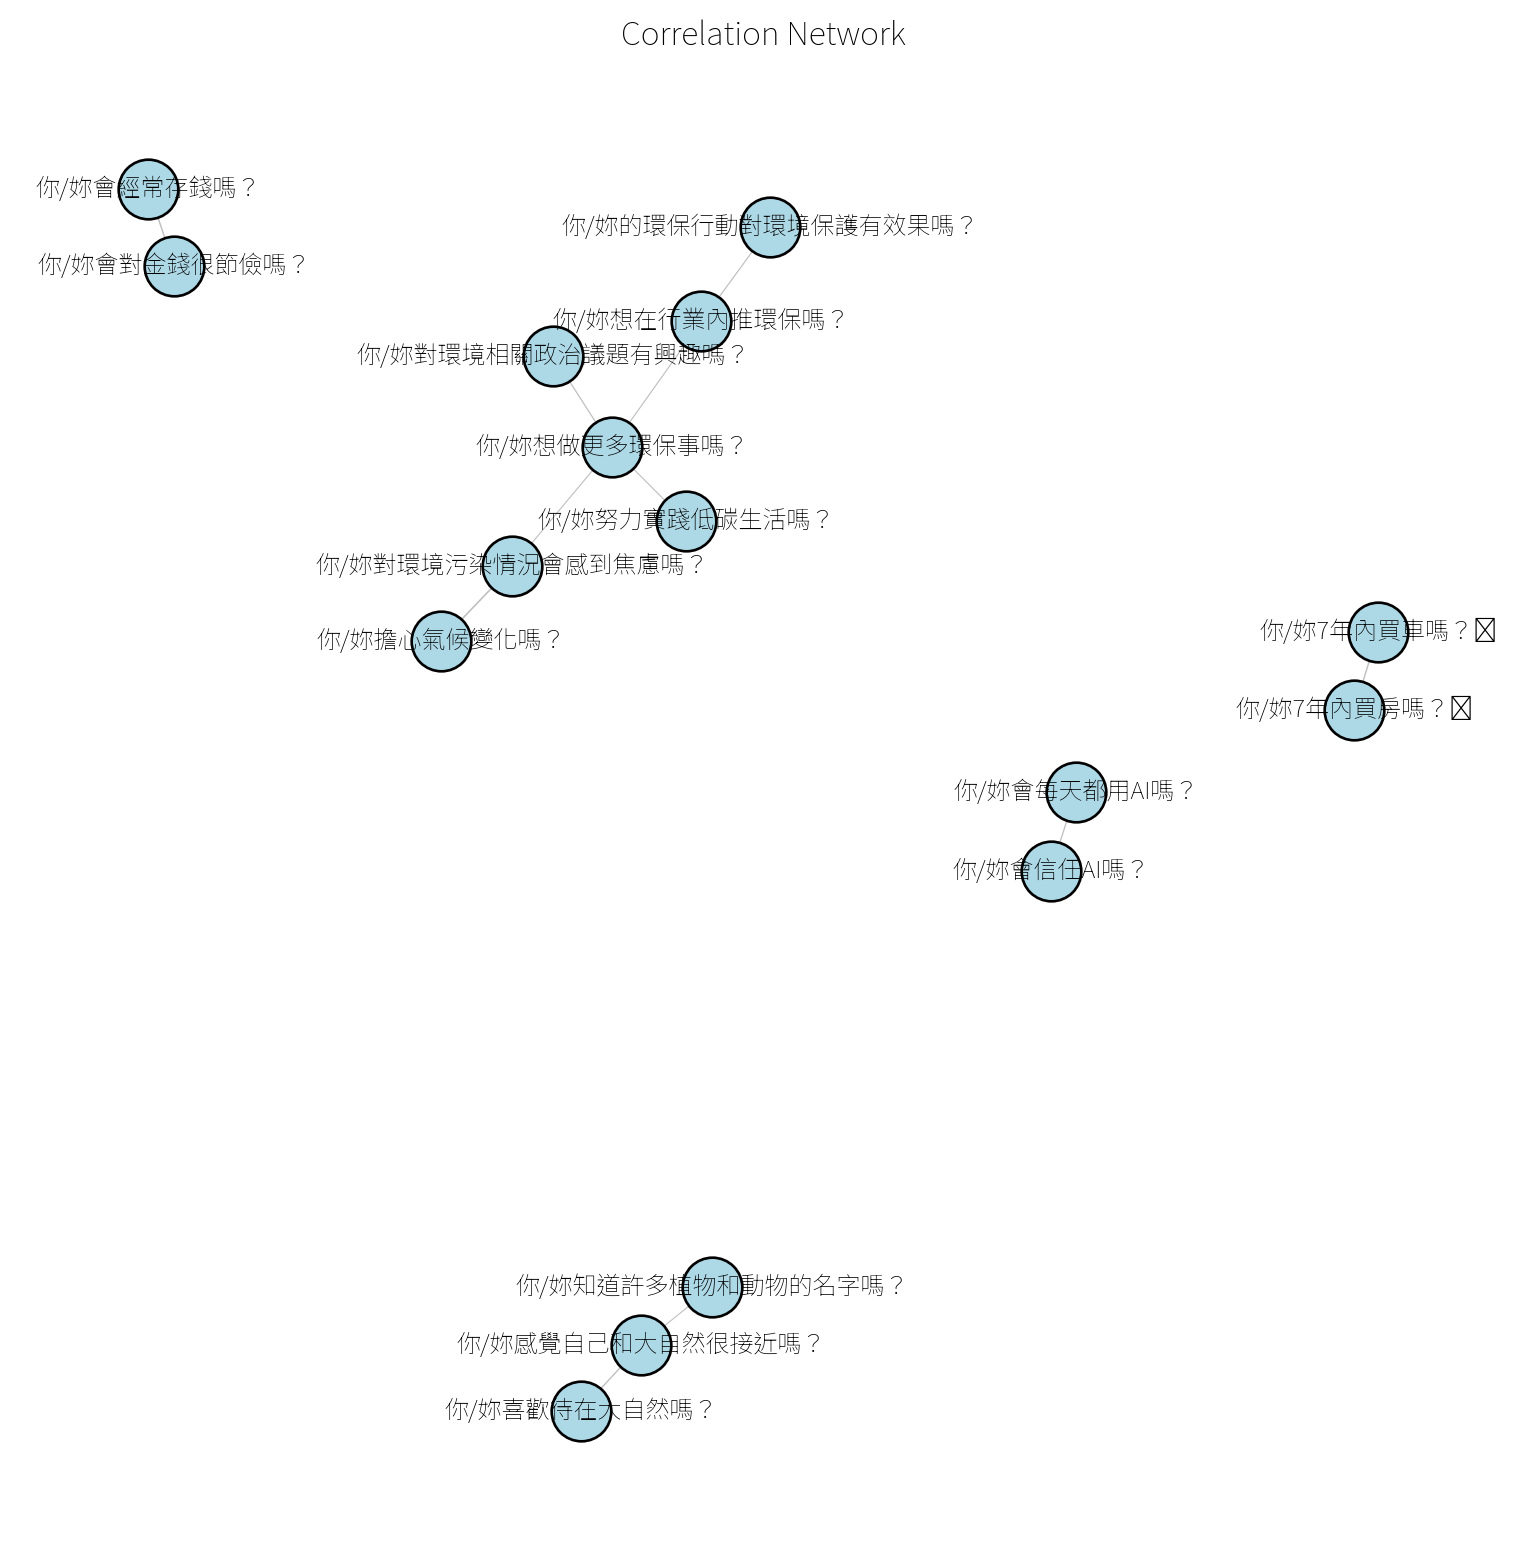 Correlation Network
你/妳會經常存錢嗎？
你/妳會對金錢很節儉嗎？
你/妳的環保行動對環境保護有效果嗎？
你/妳想在行業內推環保嗎？
你/妳對環境相關政治議題有興趣嗎？
你/妳想做更多環保事嗎？
你/妳努力實踐低碳生活嗎？
你/妳對環境污染情況會感到焦慮嗎？
你/妳擔心氣候變化嗎？
你/妳7年內買車嗎？
你/妳7年內買房嗎？
你/妳會每天都用AI嗎？
你/妳會信任AI嗎？
你/妳知道許多植物和動物的名字嗎？
你/妳感覺自己和大自然很接近嗎？
你/妳喜歡待在大自然嗎？